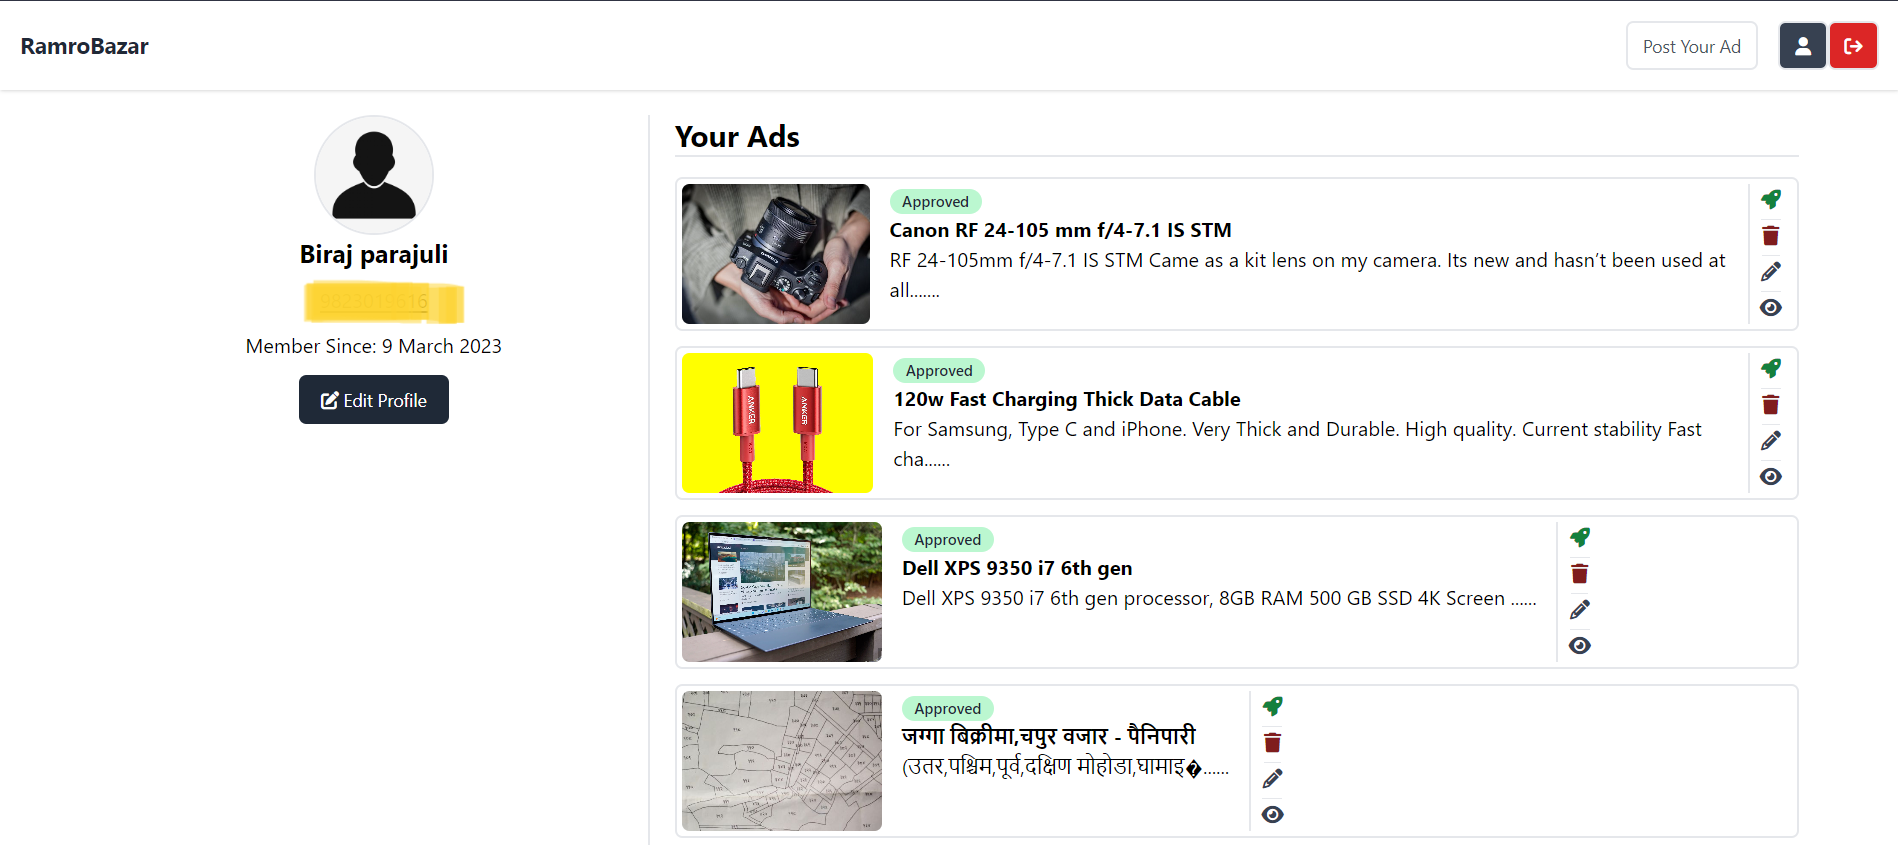 RamroBazar
Post Your Ad
Biraj parajuli
Member Since: 9 March 2023
Edit Profile
Your Ads
Approved
Canon RF 24-105 mm f/4-7.1 IS STM
RF 24-105mm f/4-7.1 IS STM Came as a kit lens on my camera. Its new and hasn't been used at
all.......
Approved
120w Fast Charging Thick Data Cable
For Samsung, Type C and iPhone. Very Thick and Durable. High quality. Current stability Fast
cha......
ANKER
ANKER
Approved
Dell XPS 9350 i7 6th gen
Dell XPS 9350 i7 6th gen processor, 8GB RAM 500 GB SSD 4K Screen ......
Approved
जग्गा बिक्रीमा,चपुर वजार - पैनिपारी
(उतर,पश्चिम,पूर्व,दक्षिण मोहोडा,घामाइ�......